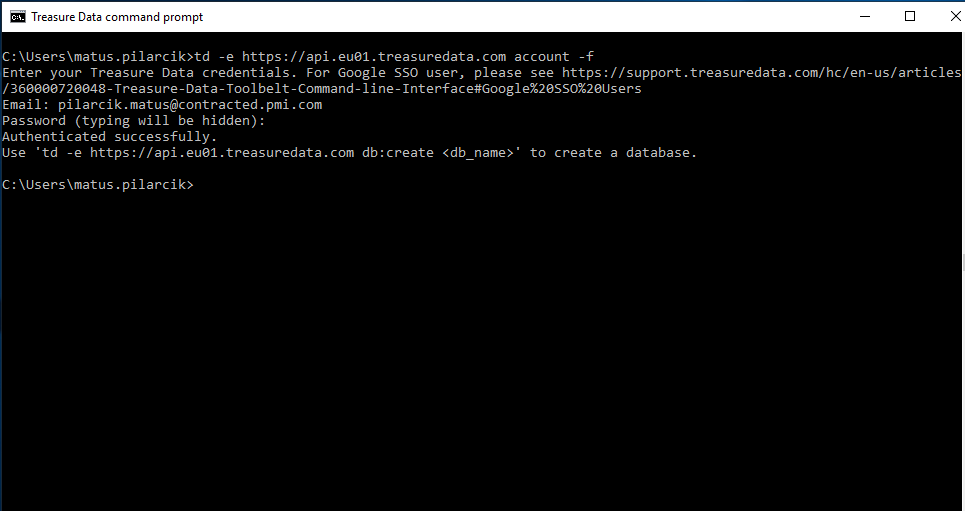 Treasure Data command prompt
C:\Users\matus.pilarcik>td -e https://api.eu01.treasuredata.com account -f
Enter your Treasure Data credentials. For Google SSO user, please see https://support.treasuredata.com/hc/en-us/articles
/360000720048-Treasure-Data-Toolbelt-Command-line-Interface#Google%20SSO%20Users
Email: pilarcik.matus@contracted.pmi.com
Password (typing will be hidden):
Authenticated successfully.
Use 'td -e https://api.eu01.treasuredata.com db:create <db_name>' to create a database.
C:\Users\matus.pilarcik>